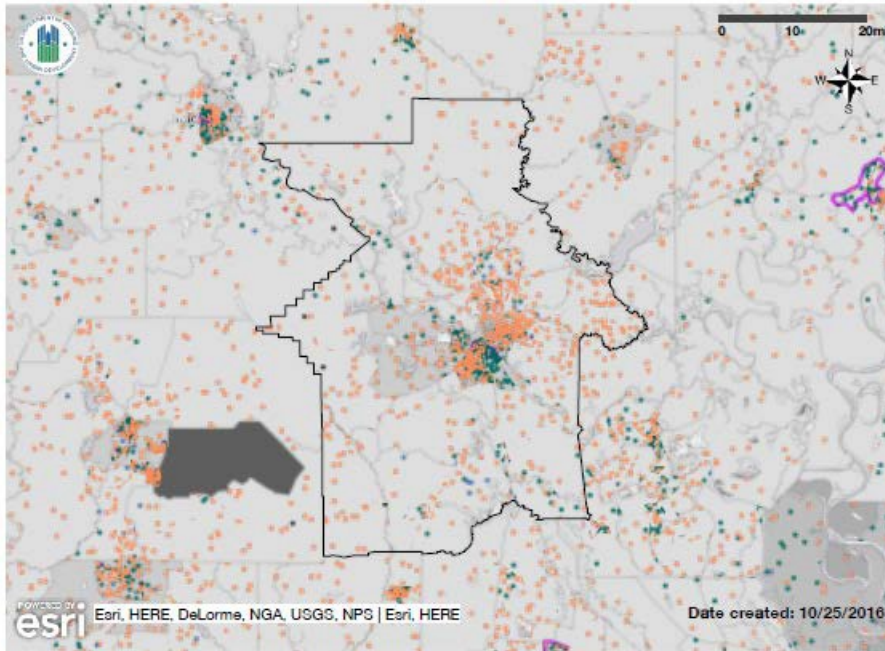 0 10 20m
N
W E
S
POWERED BY
esri
Esri, HERE, DeLorme, NGA, USGS, NPS | Esri, HERE
Date created: 10/25/2016